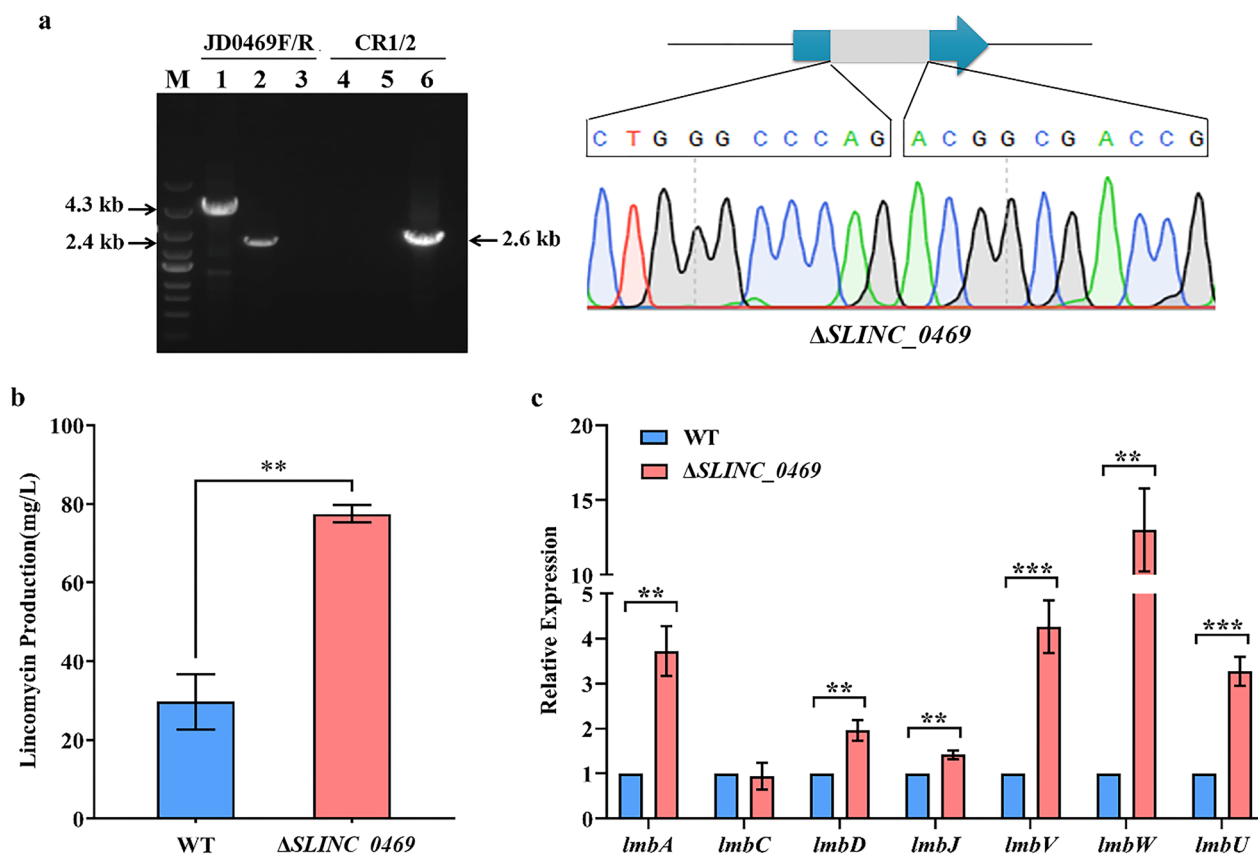 a
JD0469F/R
CR1/2
M 1 2 3 4 5 6
4.3 kb
2.4 kb
2.6 kb
C T G G G C C C A G
A C G G C G A C C G
ΔSLINC_0469
b
Lincomycin Production(mg/L)
100
80
60
40
20
0
**
WT
ΔSLINC_0469
c
Relative Expression
20
15
10
5
4
3
2
1
0
WT
ΔSLINC_0469
**
**
**
***
**
***
lmbA lmbC lmbD lmbJ lmbV lmbW lmbU